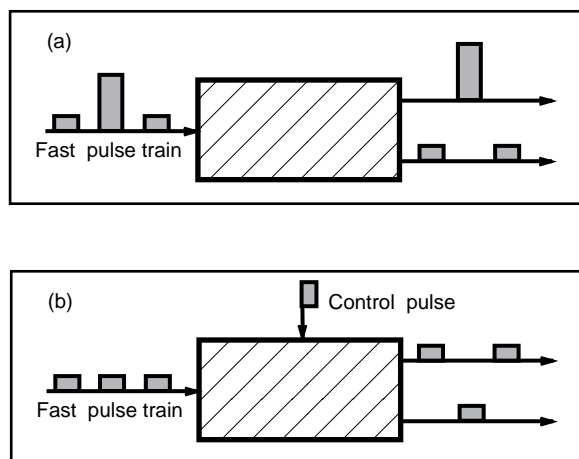 (a)
Fast pulse train
(b)
Control pulse
Fast pulse train